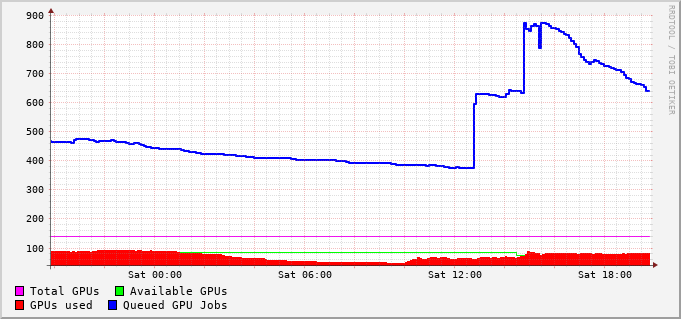 900
800
700
600
500
400
300
200
100
Sat 00:00 Sat 06:00 Sat 12:00 Sat 18:00
Total GPUs Available GPUs
GPUs used Queued GPU Jobs
RRDTOOL / TOBI OETIKER